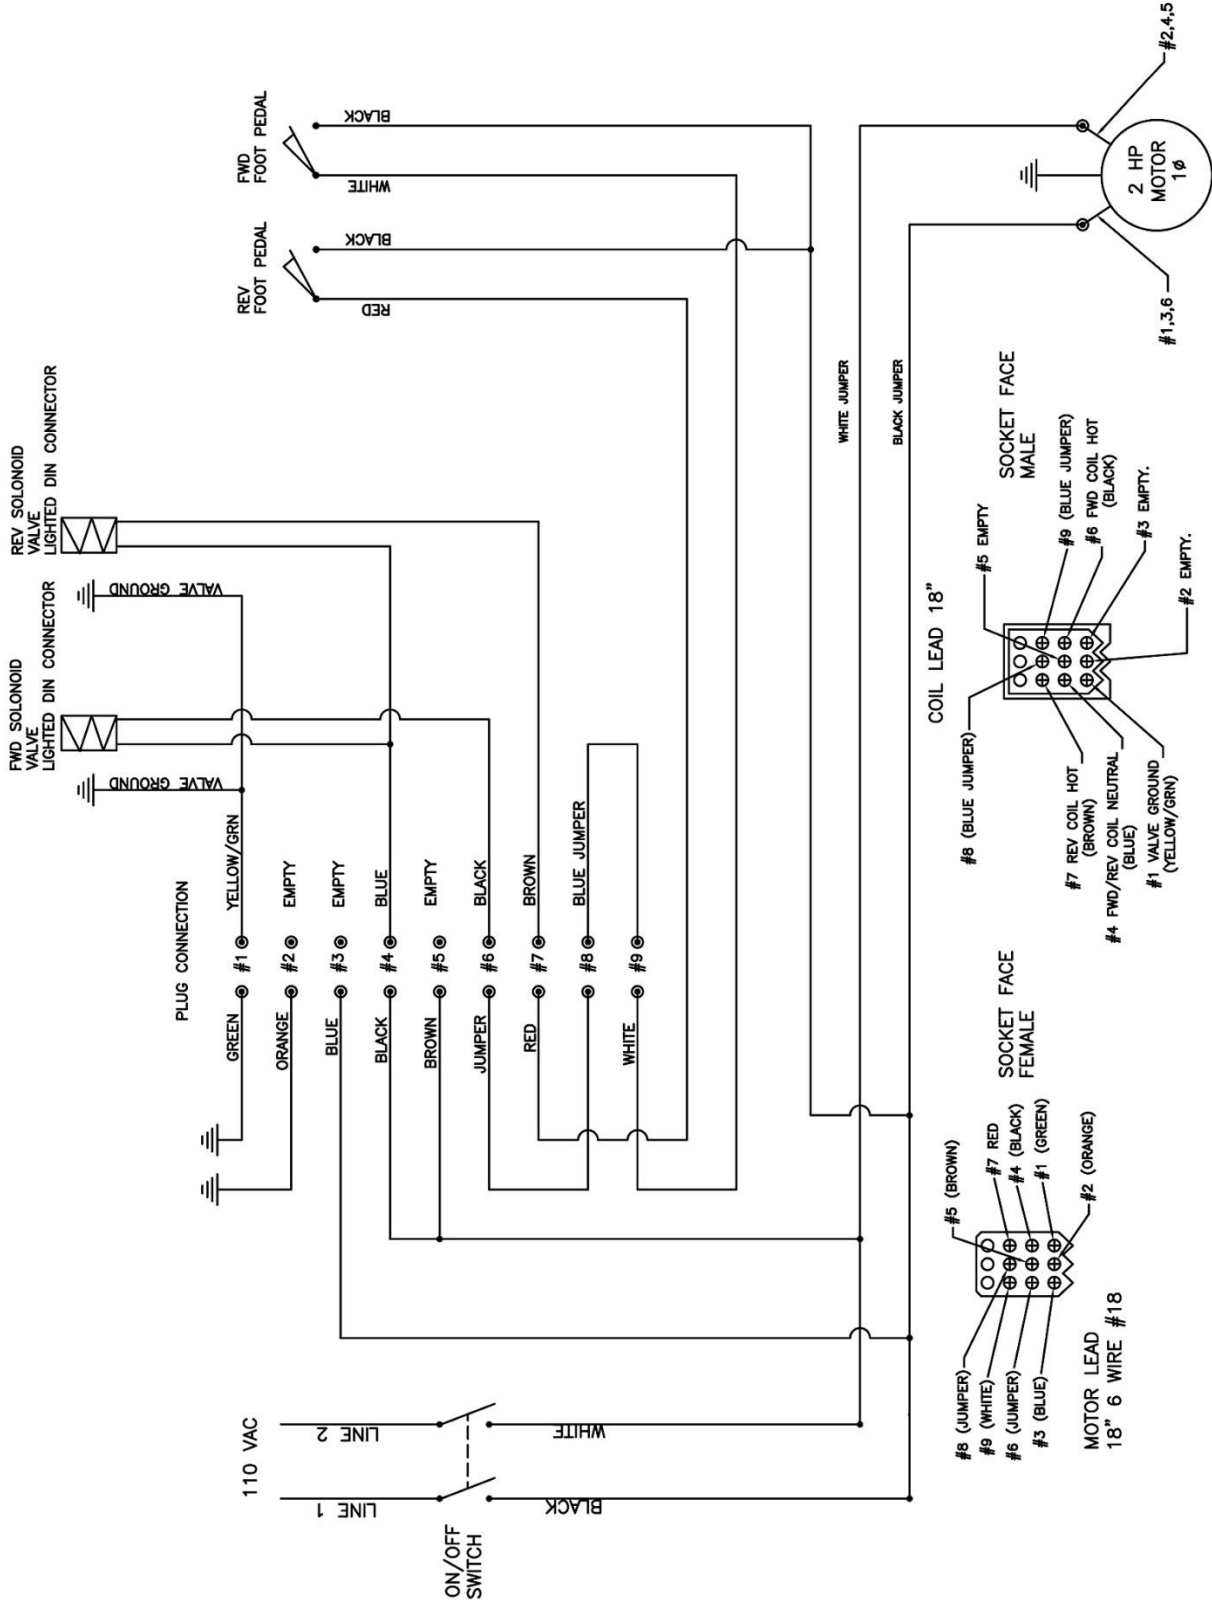 110 VAC
LINE 1
LINE 2
ON/OFF
SWITCH
BLACK
WHITE
PLUG CONNECTION
GREEN
#1
YELLOW/GRN
ORANGE
#2
EMPTY
BLUE
#3
EMPTY
BLACK
#4
BLUE
BROWN
#5
EMPTY
JUMPER
#6
BLACK
RED
#7
BROWN
#8
BLUE JUMPER
WHITE
#9
FWD SOLONOID
VALVE
LIGHTED DIN CONNECTOR
VALVE GROUND
REV SOLONOID
VALVE
LIGHTED DIN CONNECTOR
VALVE GROUND
REV
FOOT PEDAL
RED
BLACK
FWD
FOOT PEDAL
WHITE
BLACK
WHITE JUMPER
BLACK JUMPER
2 HP
MOTOR
1ø
#1,3,6
#2,4,5
MOTOR LEAD
18" 6 WIRE #18
SOCKET FACE
FEMALE
#8 (JUMPER)
#9 (WHITE)
#6 (JUMPER)
#3 (BLUE)
#5 (BROWN)
#7 RED
#4 (BLACK)
#1 (GREEN)
#2 (ORANGE)
COIL LEAD 18"
SOCKET FACE
MALE
#8 (BLUE JUMPER)
#7 REV COIL HOT
(BROWN)
#4 FWD/REV COIL NEUTRAL
(BLUE)
#1 VALVE GROUND
(YELLOW/GRN)
#5 EMPTY
#9 (BLUE JUMPER)
#6 FWD COIL HOT
(BLACK)
#3 EMPTY.
#2 EMPTY.